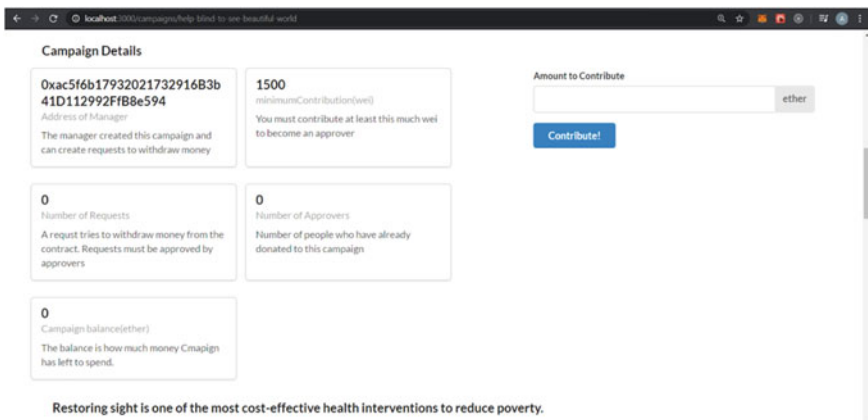 localhost:3000/campaigns/help-blind-to-see-beautiful-world
Campaign Details
0xac5f6b17932021732916B3b
41D112992FfB8e594
Address of Manager
The manager created this campaign and
can create requests to withdraw money
1500
minimumContribution(wei)
You must contribute at least this much wei
to become an approver
Amount to Contribute
ether
Contribute!
0
Number of Requests
A requst tries to withdraw money from the
contract. Requests must be approved by
approvers
0
Number of Approvers
Number of people who have already
donated to this campaign
0
Campaign balance(ether)
The balance is how much money Cmapign
has left to spend.
Restoring sight is one of the most cost-effective health interventions to reduce poverty.